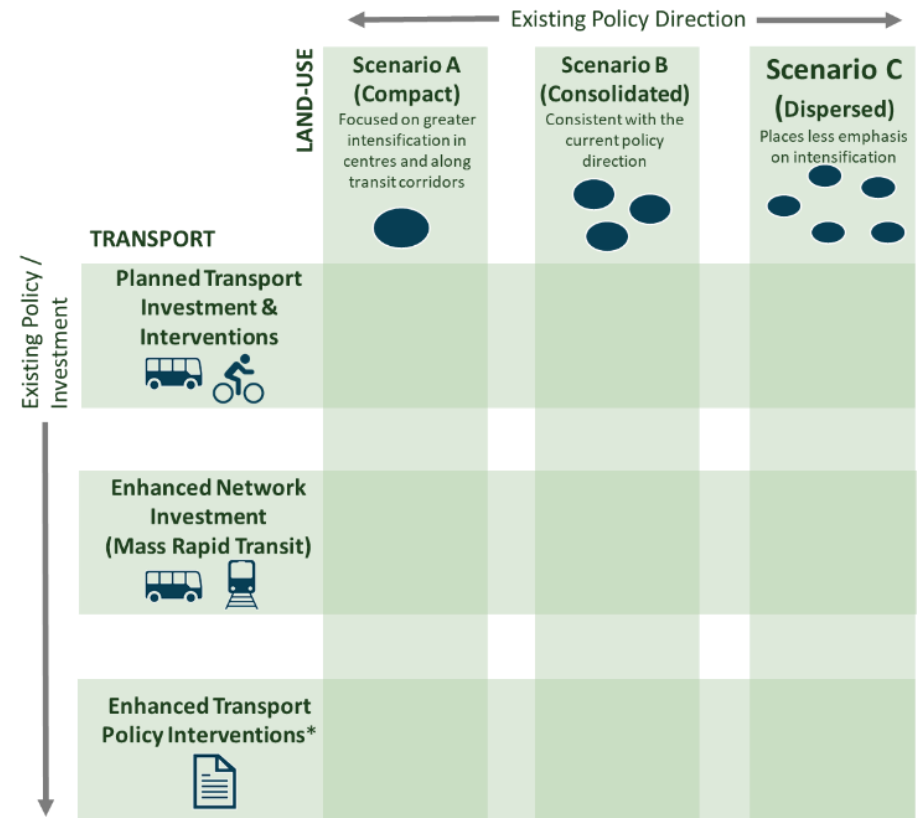 Existing Policy Direction
LAND-USE
Scenario A
(Compact)
Focused on greater
intensification in
centres and along
transit corridors
Scenario B
(Consolidated)
Consistent with the
current policy
direction
Scenario C
(Dispersed)
Places less emphasis
on intensification
TRANSPORT
Existing Policy /
Investment
Planned Transport
Investment &
Interventions
Enhanced Network
Investment
(Mass Rapid Transit)
Enhanced Transport
Policy Interventions*